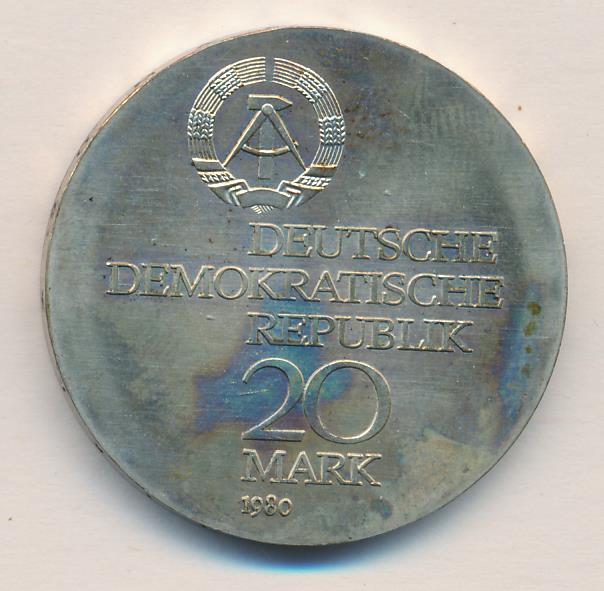 DEUTSCHE
DEMOKRATISCHE
REPUBLIK
20
MARK
1980